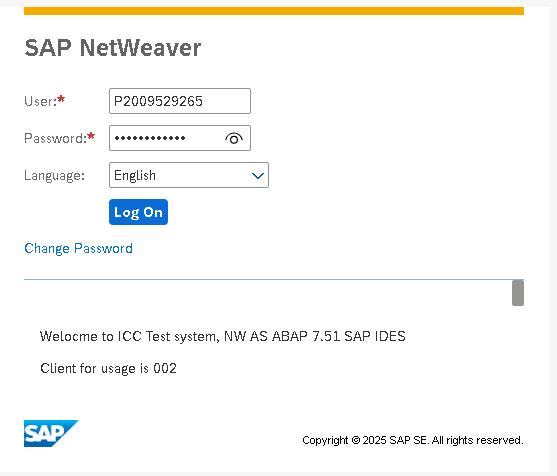 SAP NetWeaver
User:* P2009529265
Password:* ••••••••••••
Language: English
Log On
Change Password
Welocme to ICC Test system, NW AS ABAP 7.51 SAP IDES
Client for usage is 002
SAP Copyright © 2025 SAP SE. All rights reserved.